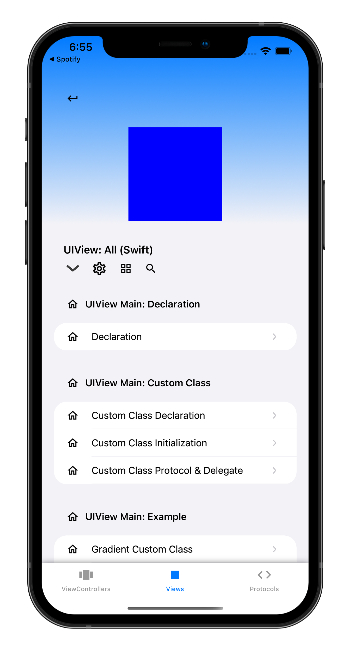 6:55
Spotify
UIView: All (Swift)
UIView Main: Declaration
Declaration
UIView Main: Custom Class
Custom Class Declaration
Custom Class Initialization
Custom Class Protocol & Delegate
UIView Main: Example
Gradient Custom Class
ViewControllers Views Protocols